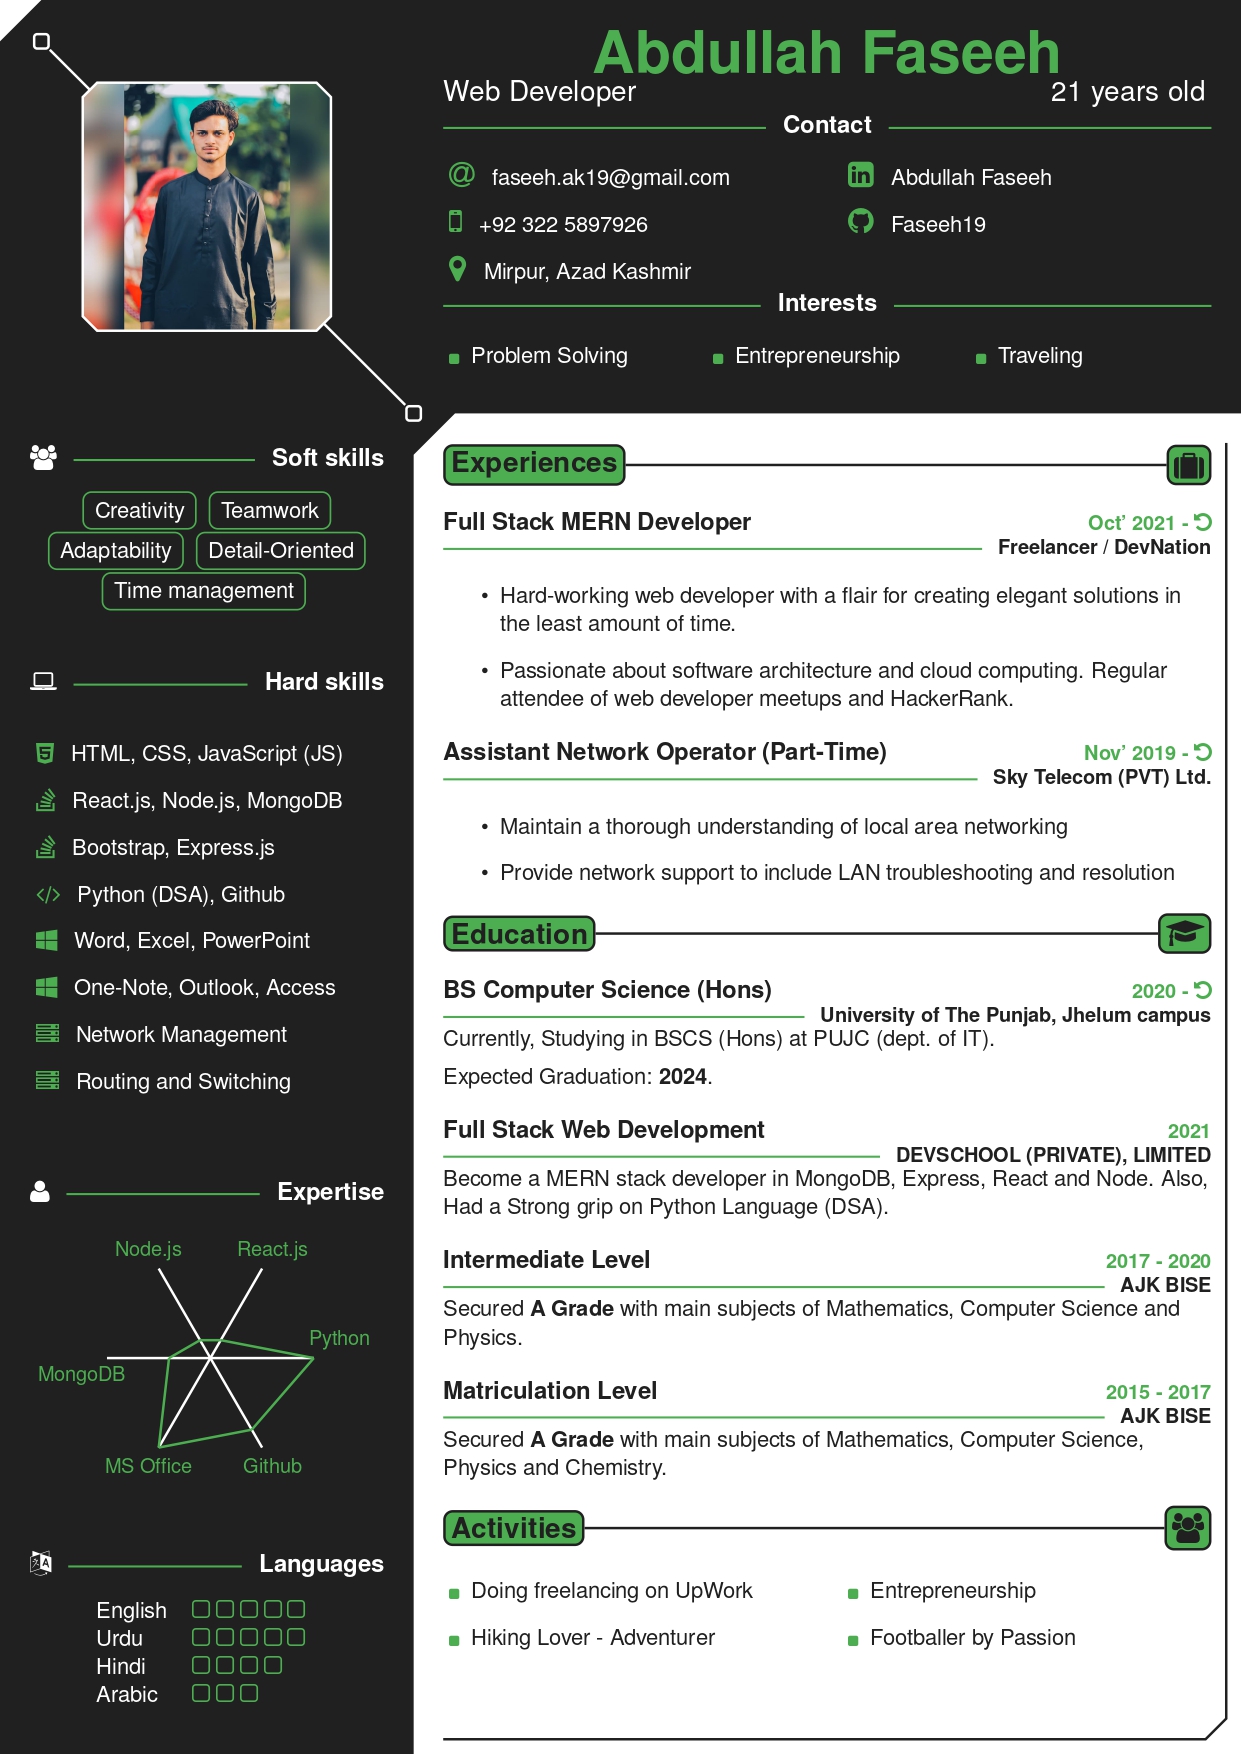 Abdullah Faseeh
Web Developer
21 years old
Contact
faseeh.ak19@gmail.com
Abdullah Faseeh
+92 322 5897926
Faseeh19
Mirpur, Azad Kashmir
Interests
Problem Solving
Entrepreneurship
Traveling
Soft skills
Creativity
Teamwork
Adaptability
Detail-Oriented
Time management
Hard skills
HTML, CSS, JavaScript (JS)
React.js, Node.js, MongoDB
Bootstrap, Express.js
Python (DSA), Github
Word, Excel, PowerPoint
One-Note, Outlook, Access
Network Management
Routing and Switching
Expertise
Node.js
React.js
Python
MongoDB
MS Office
Github
Languages
English
Urdu
Hindi
Arabic
Experiences
Full Stack MERN Developer
Oct’ 2021 -
Freelancer / DevNation
• Hard-working web developer with a flair for creating elegant solutions in
the least amount of time.
• Passionate about software architecture and cloud computing. Regular
attendee of web developer meetups and HackerRank.
Assistant Network Operator (Part-Time)
Nov’ 2019 -
Sky Telecom (PVT) Ltd.
• Maintain a thorough understanding of local area networking
• Provide network support to include LAN troubleshooting and resolution
Education
BS Computer Science (Hons)
2020 -
University of The Punjab, Jhelum campus
Currently, Studying in BSCS (Hons) at PUJC (dept. of IT).
Expected Graduation: 2024.
Full Stack Web Development
2021
DEVSCHOOL (PRIVATE), LIMITED
Become a MERN stack developer in MongoDB, Express, React and Node. Also,
Had a Strong grip on Python Language (DSA).
Intermediate Level
2017 - 2020
AJK BISE
Secured A Grade with main subjects of Mathematics, Computer Science and
Physics.
Matriculation Level
2015 - 2017
AJK BISE
Secured A Grade with main subjects of Mathematics, Computer Science,
Physics and Chemistry.
Activities
Doing freelancing on UpWork
Entrepreneurship
Hiking Lover - Adventurer
Footballer by Passion